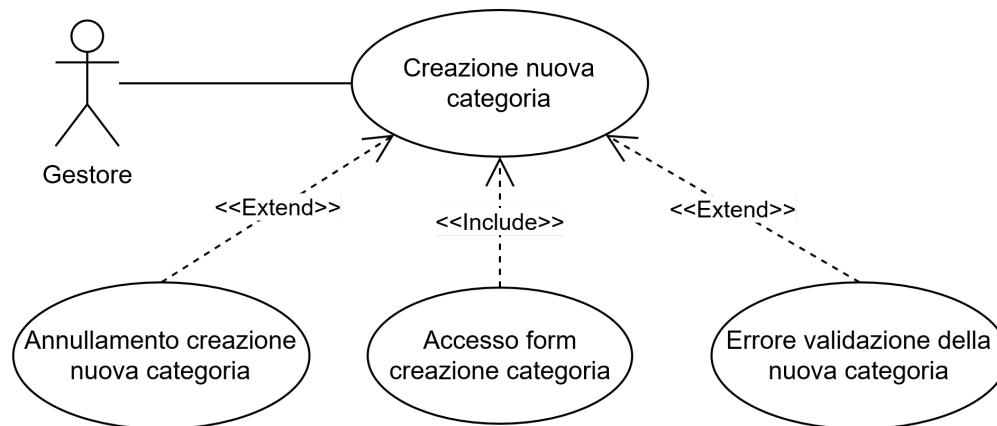 Creazione nuova
categoria
Gestore
<<Extend>>
<<Include>>
<<Extend>>
Annullamento creazione
nuova categoria
Accesso form
creazione categoria
Errore validazione della
nuova categoria